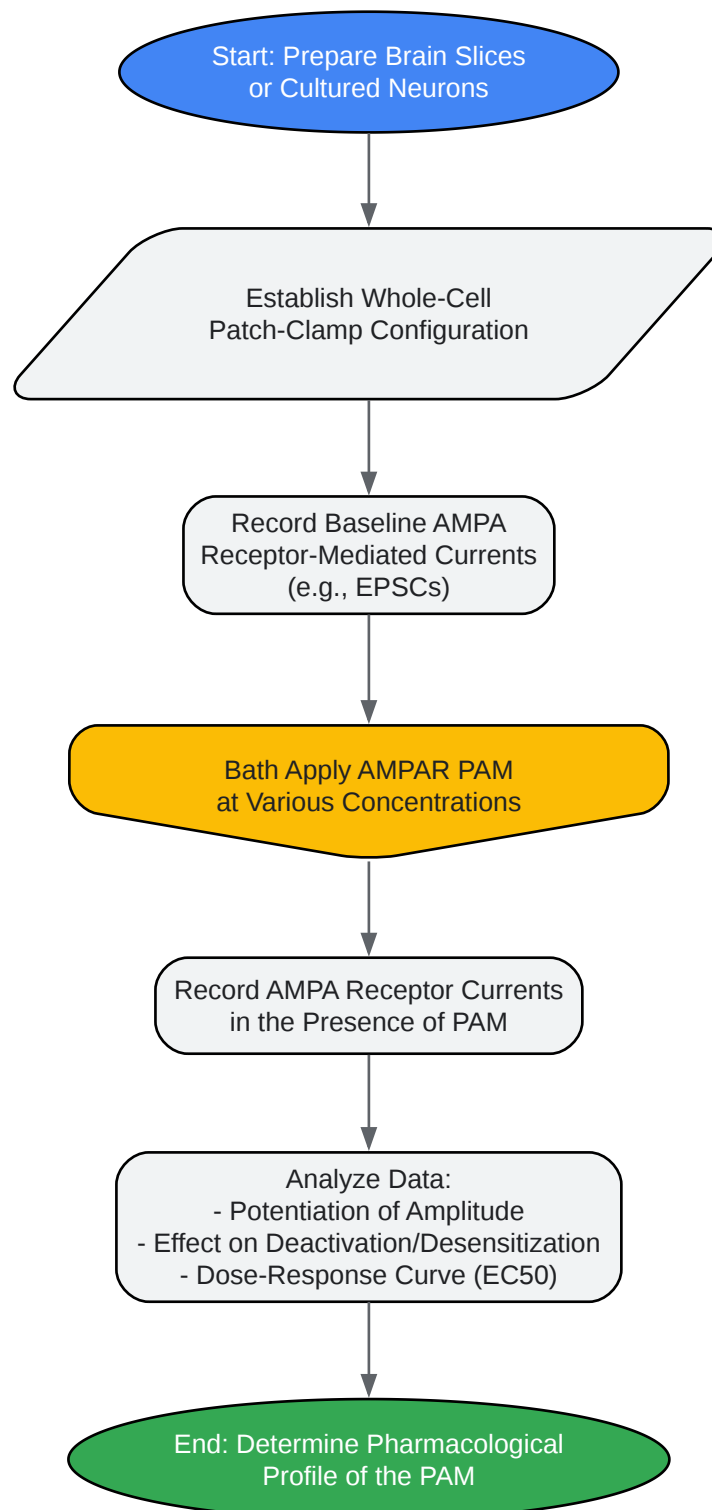 Start: Prepare Brain Slices
or Cultured Neurons
Establish Whole-Cell
Patch-Clamp Configuration
Record Baseline AMPA
Receptor-Mediated Currents
(e.g., EPSCs)
Bath Apply AMPAR PAM
at Various Concentrations
Record AMPA Receptor Currents
in the Presence of PAM
Analyze Data:
- Potentiation of Amplitude
- Effect on Deactivation/Desensitization
- Dose-Response Curve (EC50)
End: Determine Pharmacological
Profile of the PAM